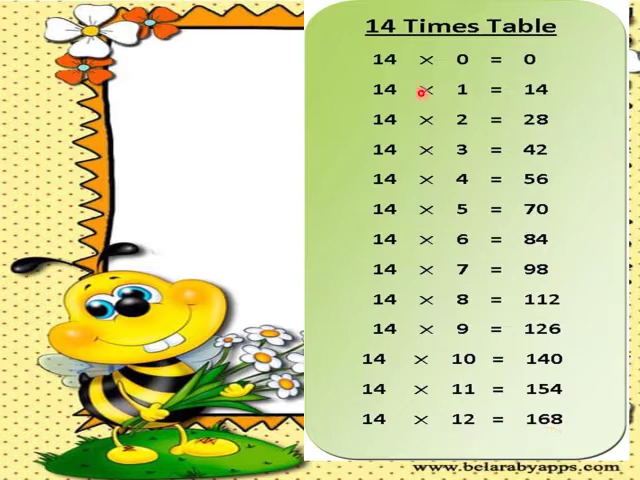 14 Times Table
14 × 0 = 0
14 × 1 = 14
14 × 2 = 28
14 × 3 = 42
14 × 4 = 56
14 × 5 = 70
14 × 6 = 84
14 × 7 = 98
14 × 8 = 112
14 × 9 = 126
14 × 10 = 140
14 × 11 = 154
14 × 12 = 168
www.belarabyapps.com